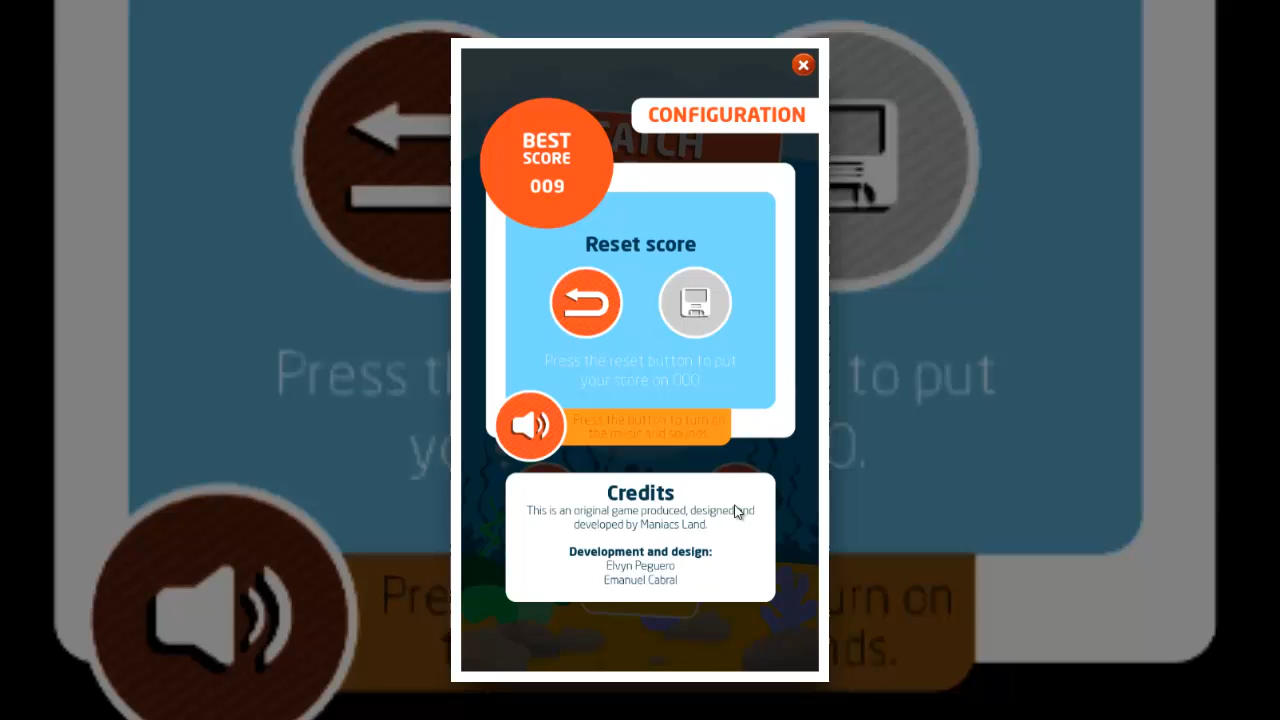 CONFIGURATION
BEST
SCORE
009
Reset score
Press the reset button to put
your score on 000.
Press the button to turn on
the music and sounds.
Credits
This is an original game produced, designed and
developed by Maniacs Land.
Development and design:
Elvyn Peguero
Emanuel Cabral